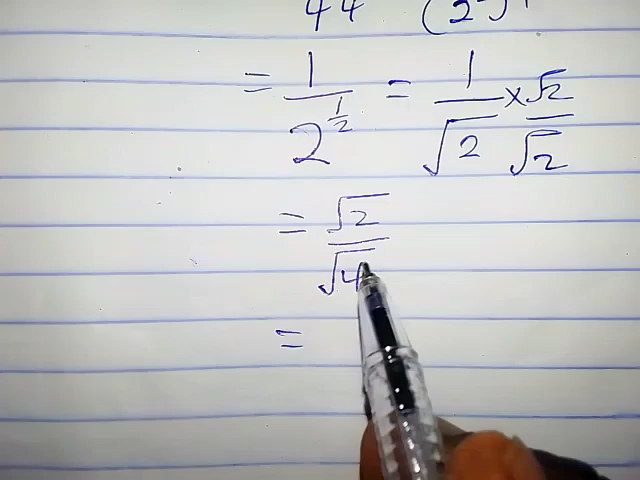 = 1/2^(1/2) = 1/√2 × √2/√2
= √2/√4
=